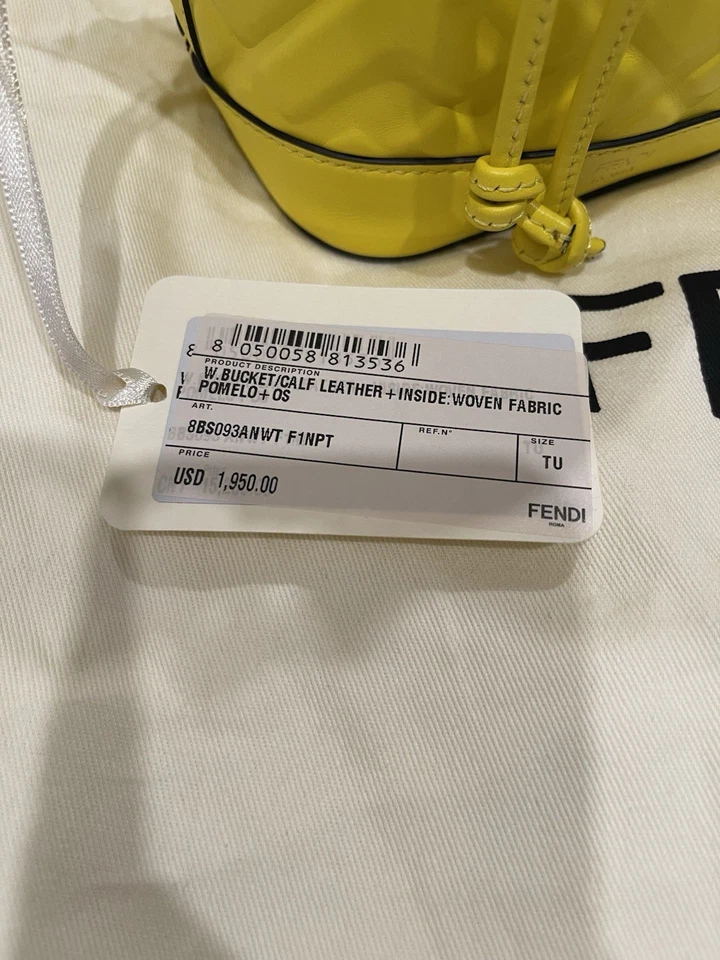 8 050058 813536
PRODUCT DESCRIPTION
W.BUCKET/CALF LEATHER+INSIDE:WOVEN FABRIC
POMELO+OS
ART.
8BS093ANWT F1NPT
REF.N°
SIZE
TU
PRICE
USD 1,950.00
FENDI
ROMA